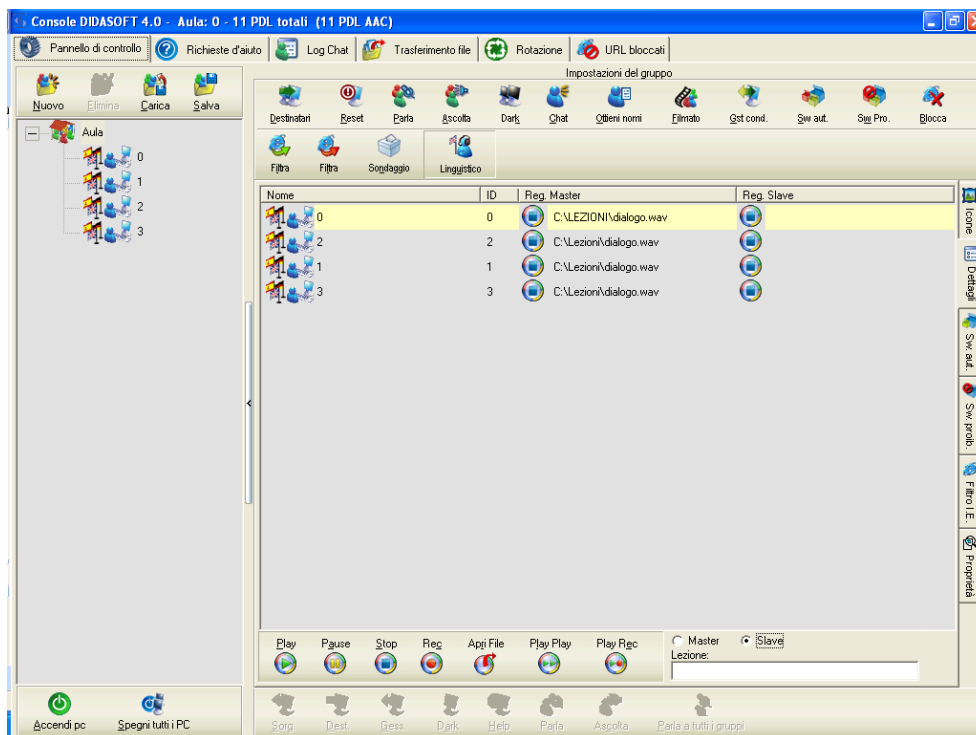 Console DIDASOFT 4.0 - Aula: 0 - 11 PDL totali (11 PDL AAC)
Pannello di controllo Richieste d'aiuto Log Chat Trasferimento file Rotazione URL bloccati
Impostazioni del gruppo
Nuovo Elimina Carica Salva
Destinatari Reset Parla Ascolta Dark Chat Ottieni nomi Filmato Gst cond. Sw aut. Sw Pro. Blocca
Aula
0
1
2
3
Filtra Filtra Sondaggio Linguistico
Nome ID Reg. Master Reg. Slave
0 0 C:\LEZIONI\dialogo.wav
2 2 C:\Lezioni\dialogo.wav
1 1 C:\Lezioni\dialogo.wav
3 3 C:\Lezioni\dialogo.wav
Icone
Dettagli
Sw. aut.
Sw. proib.
Filtro I.E.
Proprietà
Play Pause Stop Rec Apri File Play Play Play Rec
Master Slave
Lezione:
Accendi pc Spegni tutti i PC
Sorg. Dest. Gess. Dark Help Parla Ascolta Parla a tutti i gruppi